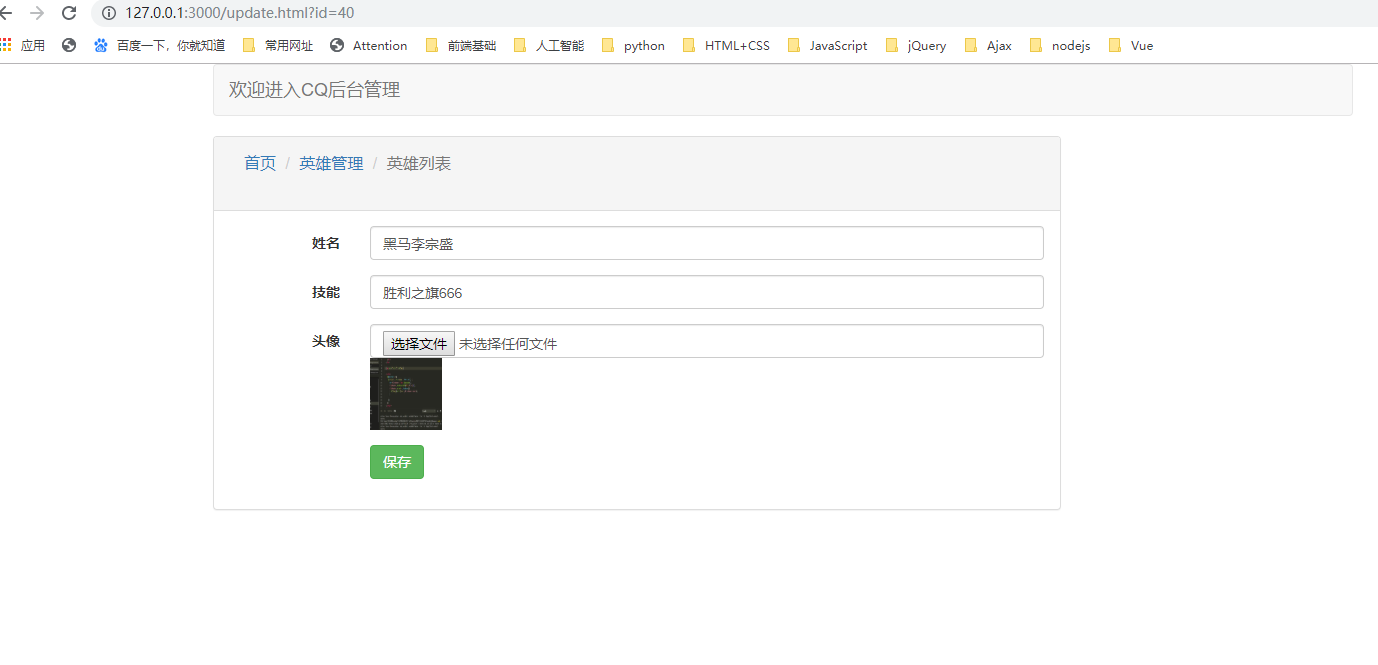 127.0.0.1:3000/update.html?id=40
应用 百度一下，你就知道 常用网址 Attention 前端基础 人工智能 python HTML+CSS JavaScript jQuery Ajax nodejs Vue
欢迎进入CQ后台管理
首页 / 英雄管理 / 英雄列表
姓名 黑马李宗盛
技能 胜利之旗666
头像 选择文件 未选择任何文件
保存